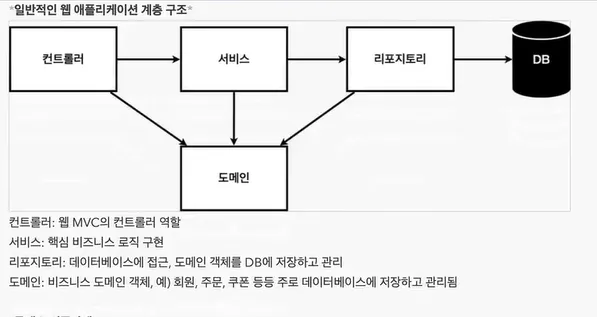 *일반적인 웹 애플리케이션 계층 구조*
컨트롤러
서비스
리포지토리
DB
도메인
컨트롤러: 웹 MVC의 컨트롤러 역할
서비스: 핵심 비즈니스 로직 구현
리포지토리: 데이터베이스에 접근, 도메인 객체를 DB에 저장하고 관리
도메인: 비즈니스 도메인 객체, 예) 회원, 주문, 쿠폰 등등 주로 데이터베이스에 저장하고 관리됨